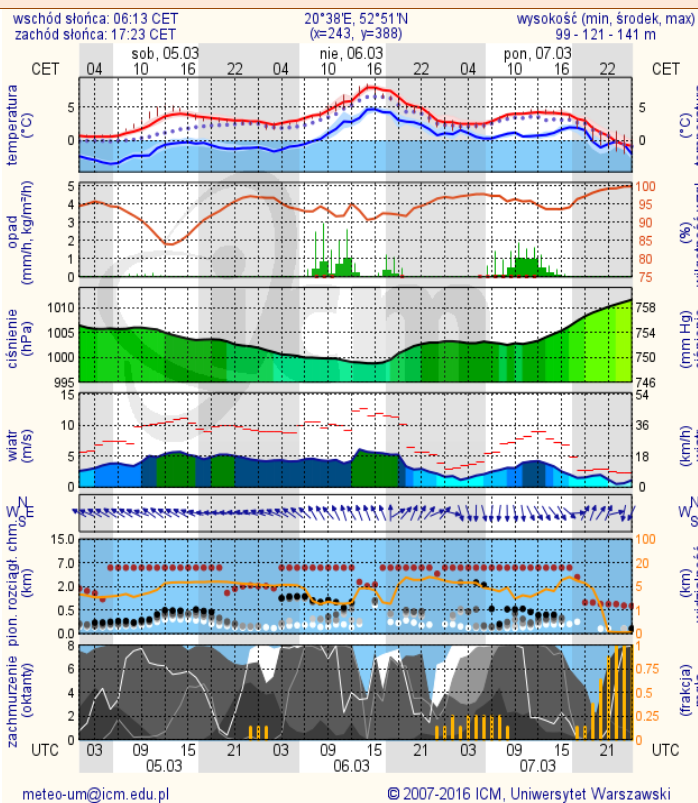 wschód słońca: 06:13 CET
zachód słońca: 17:23 CET
20°38'E, 52°51'N
(x=243, y=388)
wysokość (min, środek, max)
99 - 121 - 141 m
sob, 05.03
nie, 06.03
pon, 07.03
CET 04 10 16 22 04 10 16 22 04 10 16 22 CET
temperatura
(°C)
5
0
5
0
(°C)
opad
(mm/h, kg/m²/h)
5
4
3
2
1
0
100
95
90
85
80
75
(%)
ciśnienie
(hPa)
1010
1005
1000
995
758
754
750
746
(mm Hg)
icm
wiatr
(m/s)
15
10
5
0
54
36
18
0
(km/h)
N
W E
S
N
W
S
pion. rozciągł. chm.
(km)
15.0
7.0
2.0
0.5
0.0
100
20
5
1
0
(km)
zachmurzenie
(oktanty)
8
6
4
2
0
1
0.75
0.5
0.25
0
(frakcja)
UTC 03 09 15 21 03 09 15 21 03 09 15 21 UTC
05.03 06.03 07.03
meteo-um@icm.edu.pl
© 2007-2016 ICM, Uniwersytet Warszawski